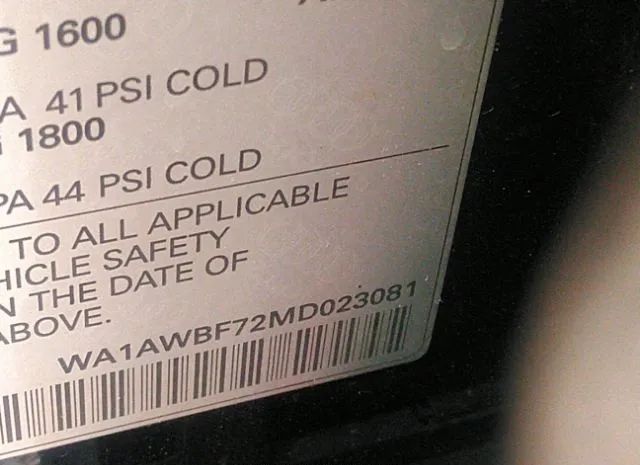 G 1600
A 41 PSI COLD
1800
PA 44 PSI COLD
TO ALL APPLICABLE
HICLE SAFETY
N THE DATE OF
ABOVE.
WA1AWBF72MD023081